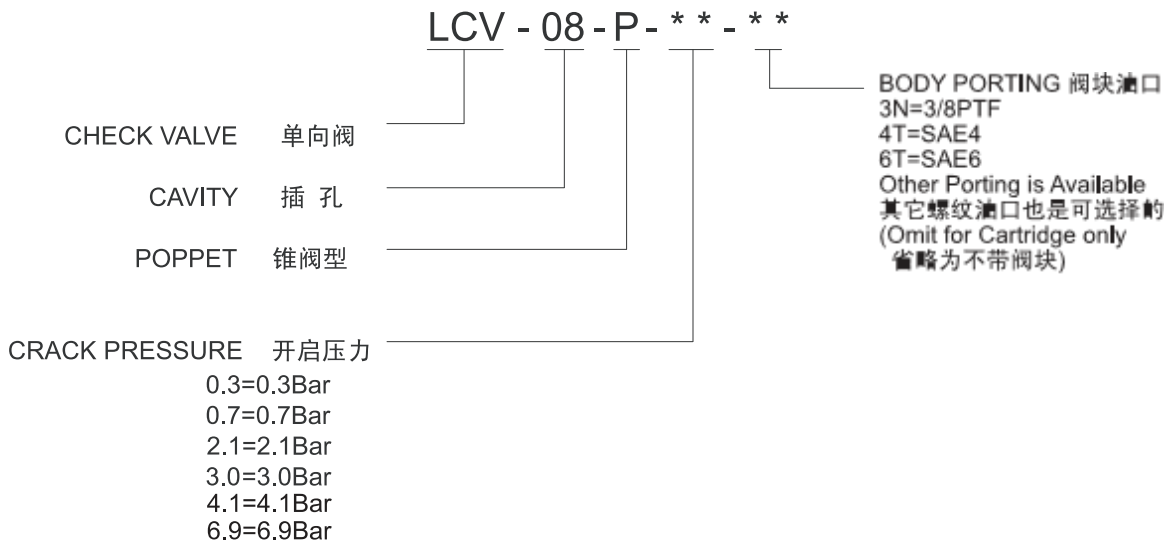 LCV - 08 - P - * * - * *
BODY PORTING 阀块油口
3N=3/8PTF
4T=SAE4
6T=SAE6
Other Porting is Available
其它螺纹油口也是可选择的
(Omit for Cartridge only
省略为不带阀块)
CHECK VALVE 单向阀
CAVITY 插 孔
POPPET 锥阀型
CRACK PRESSURE 开启压力
0.3=0.3Bar
0.7=0.7Bar
2.1=2.1Bar
3.0=3.0Bar
4.1=4.1Bar
6.9=6.9Bar